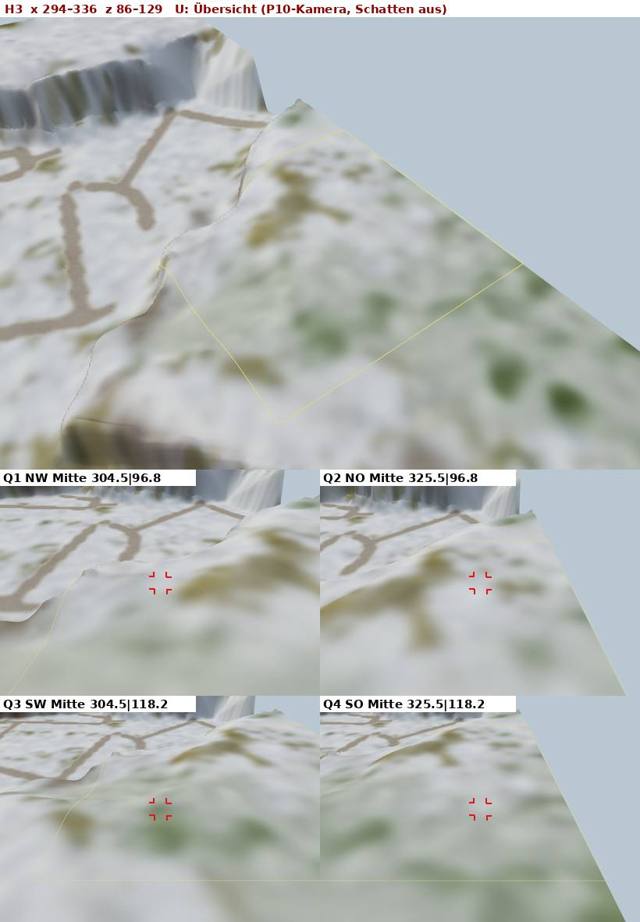 H3 x 294–336 z 86–129 U: Übersicht (P10-Kamera, Schatten aus)
Q1 NW Mitte 304.5|96.8
Q2 NO Mitte 325.5|96.8
Q3 SW Mitte 304.5|118.2
Q4 SO Mitte 325.5|118.2